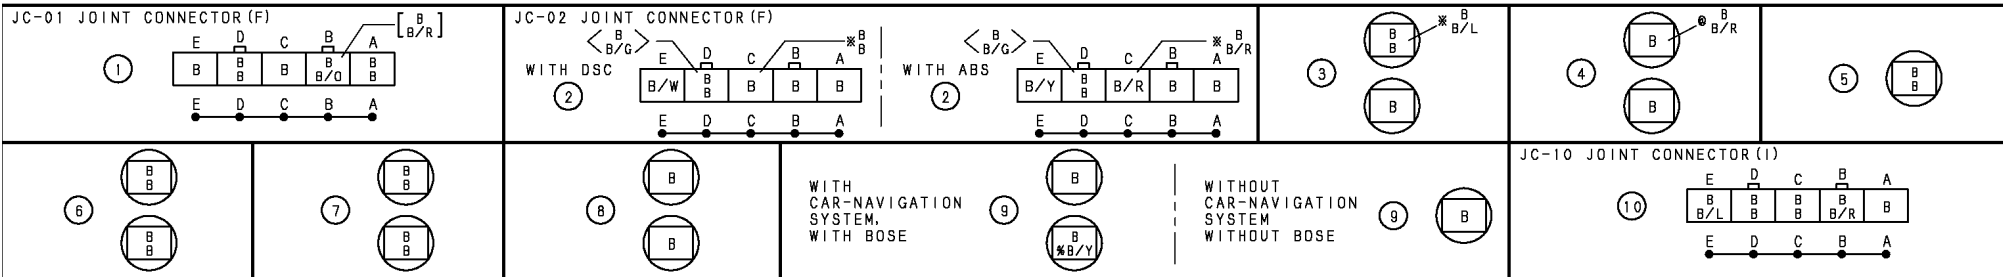 JC-01 JOINT CONNECTOR(F)
[B B/R]
E D C B A
1
B
B B
B
B B/O
B B
E D C B A
JC-02 JOINT CONNECTOR(F)
<B B/G>
※B B
WITH DSC
2
E D C B A
B/W
B B
B
B
B
E D C B A
<B B/G>
※B B/R
WITH ABS
2
E D C B A
B/Y
B B
B/R
B
B
E D C B A
3
B B
※B B/L
B
4
B
@B B/R
B
5
B B
6
B B
B B
7
B B
B B
8
B
B
WITH
CAR-NAVIGATION
SYSTEM,
WITH BOSE
9
B
B
%B/Y
WITHOUT
CAR-NAVIGATION
SYSTEM
WITHOUT BOSE
9
B
JC-10 JOINT CONNECTOR(I)
10
E D C B A
B B/L
B B
B B
B B/R
B
E D C B A